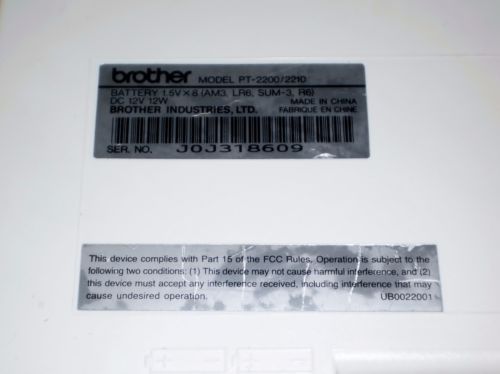 brother MODEL PT-2200/2210
BATTERY 1.5V×8 (AM3, LR6, SUM-3, R6)
DC 12V 12W MADE IN CHINA
BROTHER INDUSTRIES, LTD. FABRIQUE EN CHINE
SER. NO. J0J318609
This device complies with Part 15 of the FCC Rules. Operation is subject to the
following two conditions: (1) This device may not cause harmful interference, and (2)
this device must accept any interference received, including interference that may
cause undesired operation. UB0022001